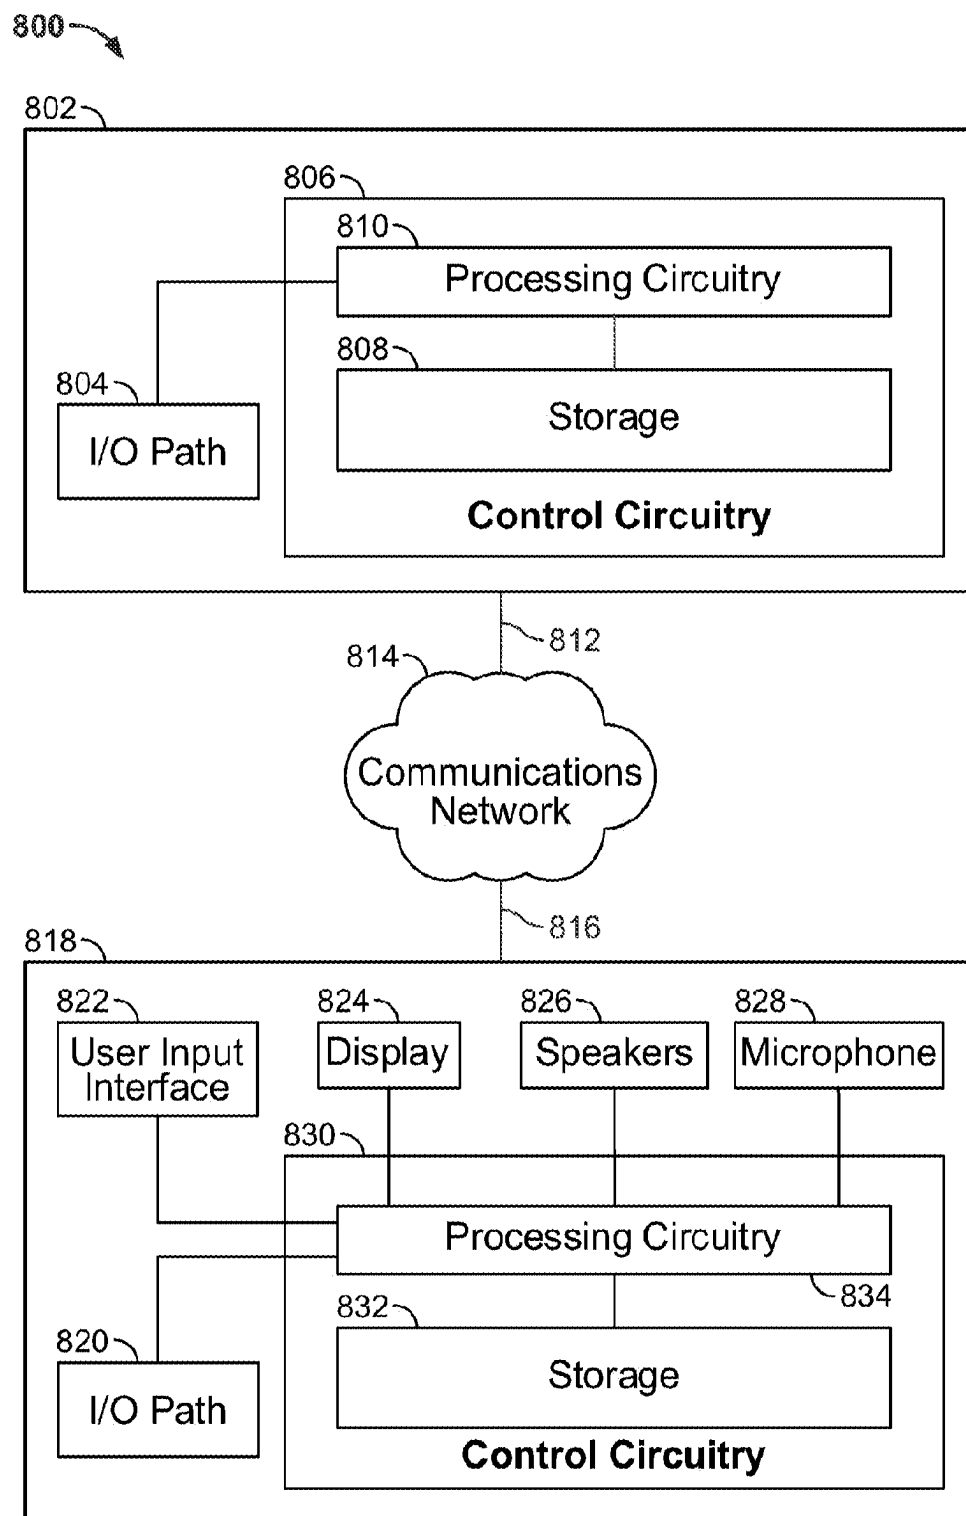 800
802
806
810
Processing Circuitry
808
Storage
804
I/O Path
Control Circuitry
812
814
Communications
Network
816
818
822
824
826
828
User Input
Interface
Display
Speakers
Microphone
830
Processing Circuitry
834
832
Storage
820
I/O Path
Control Circuitry